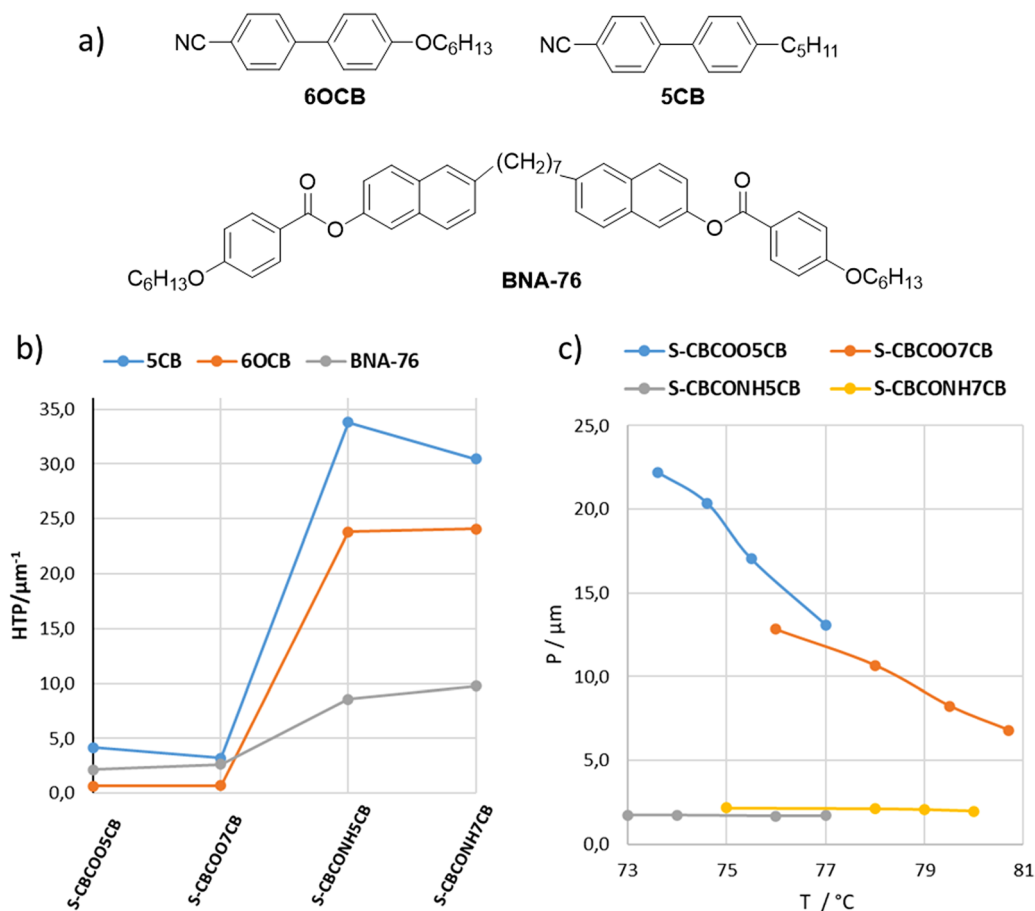 a)
NC OC₆H₁₃ NC C₅H₁₁
6OCB 5CB
(CH₂)₇
O O
O O
C₆H₁₃O OC₆H₁₃
BNA-76
b) 5CB 6OCB BNA-76
HTP/µm⁻¹
35,0
30,0
25,0
20,0
15,0
10,0
5,0
0,0
S-CBCOO5CB
S-CBCOO7CB
S-CBCONH5CB
S-CBCONH7CB
c) S-CBCOO5CB S-CBCOO7CB
S-CBCONH5CB S-CBCONH7CB
P / µm
25,0
20,0
15,0
10,0
5,0
0,0
73 75 77 79 81
T / °C